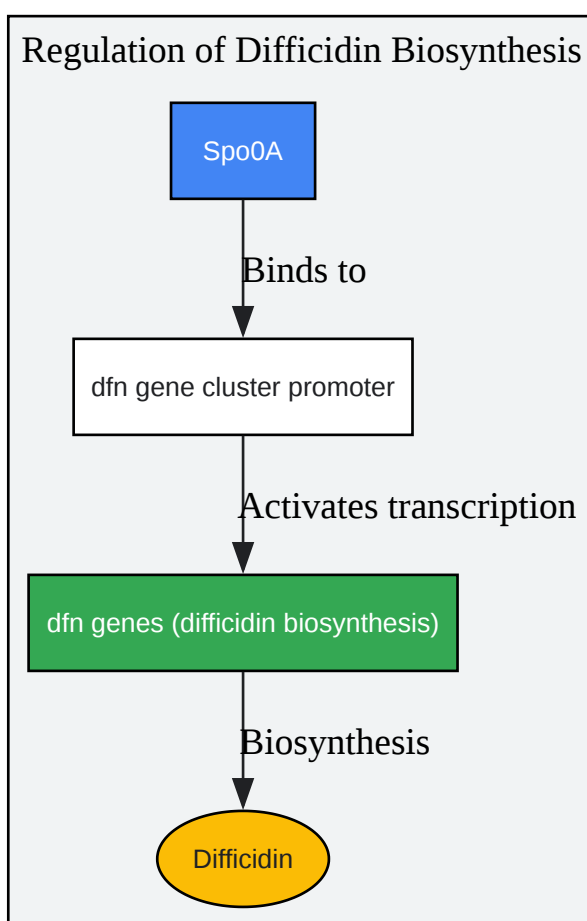 Regulation of Difficidin Biosynthesis
Spo0A
Binds to
dfn gene cluster promoter
Activates transcription
dfn genes (difficidin biosynthesis)
Biosynthesis
Difficidin